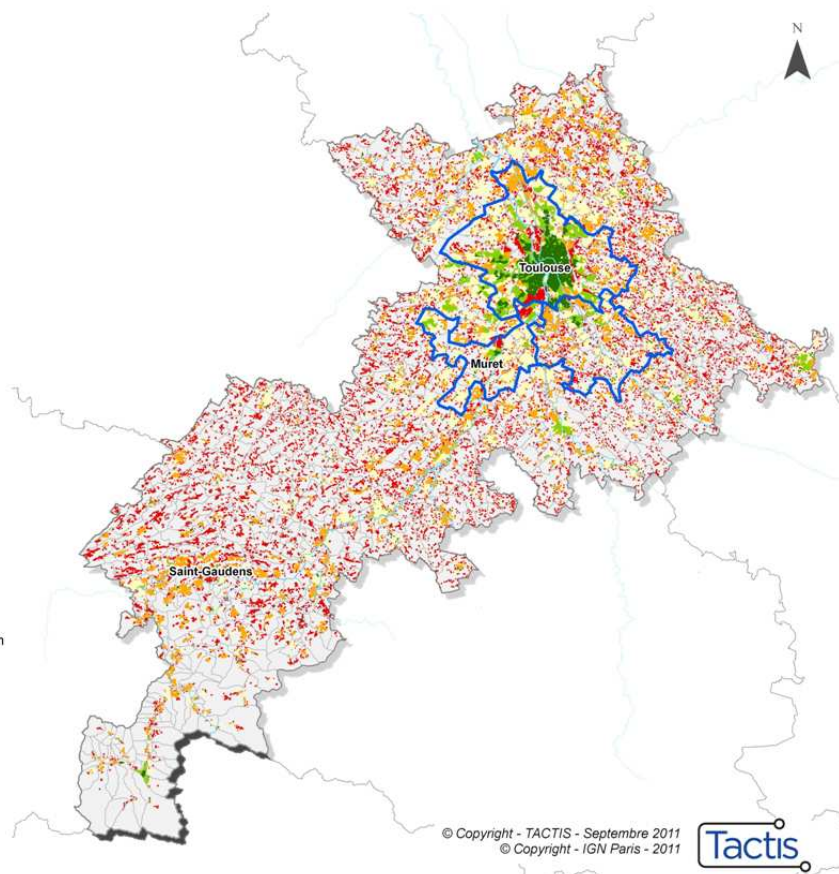 N
Toulouse
Muret
Saint-Gaudens
© Copyright - TACTIS - Septembre 2011
© Copyright - IGN Paris - 2011
Tactis